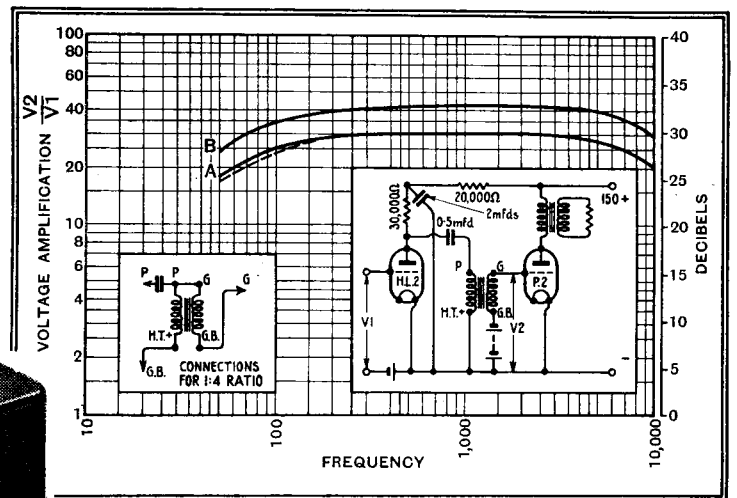 VOLTAGE AMPLIFICATION V2/V1
100
80
60
40
20
10
8
6
4
2
1
B
A
40
35
30
25
20
15
10
5
0
DECIBELS
10
100
1,000
10,000
FREQUENCY
P
P
G
G
H.T.+
G.B.
G.B.
CONNECTIONS
FOR 1:4 RATIO
30,000Ω
20,000Ω
2mfds
0·5mfd
150+
H.L.2
P
G
P.2
V1
H.T.+
G.B.
V2
-